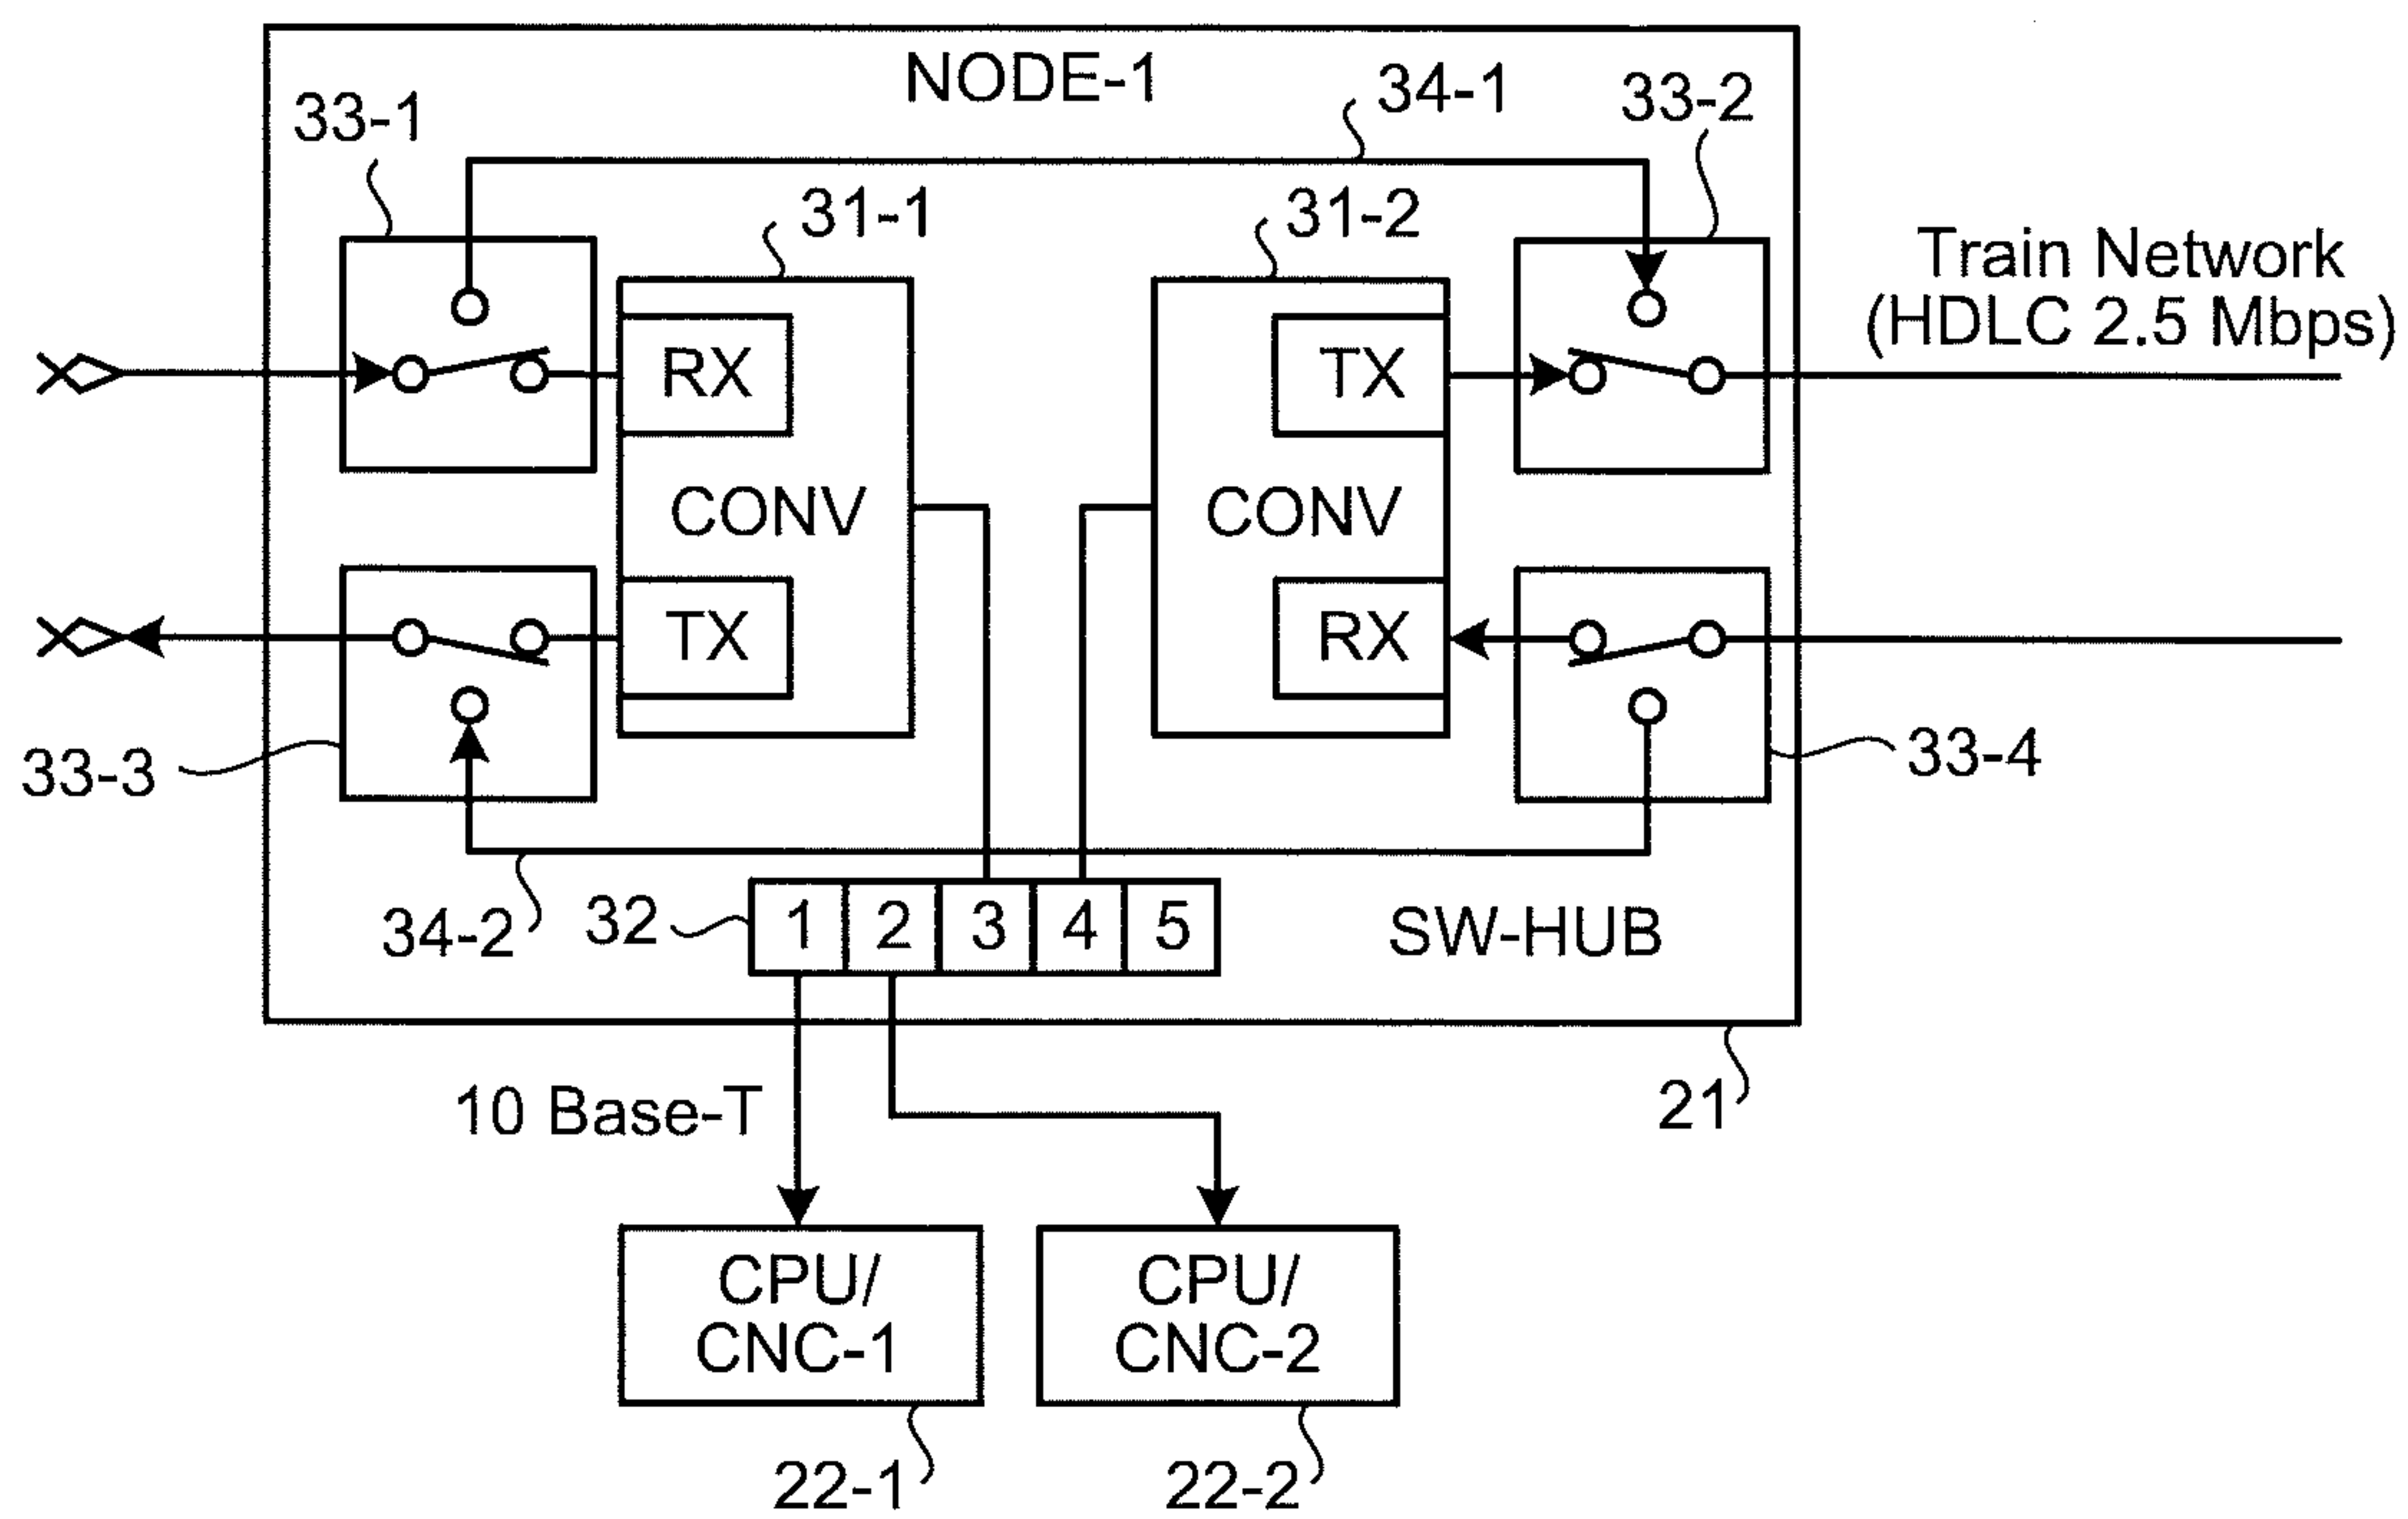 NODE-1
34-1
33-2
33-1
31-1
31-2
Train Network
(HDLC 2.5 Mbps)
RX
TX
CONV
CONV
TX
RX
33-3
33-4
34-2
32
1
2
3
4
5
SW-HUB
10 Base-T
21
CPU/
CNC-1
CPU/
CNC-2
22-1
22-2